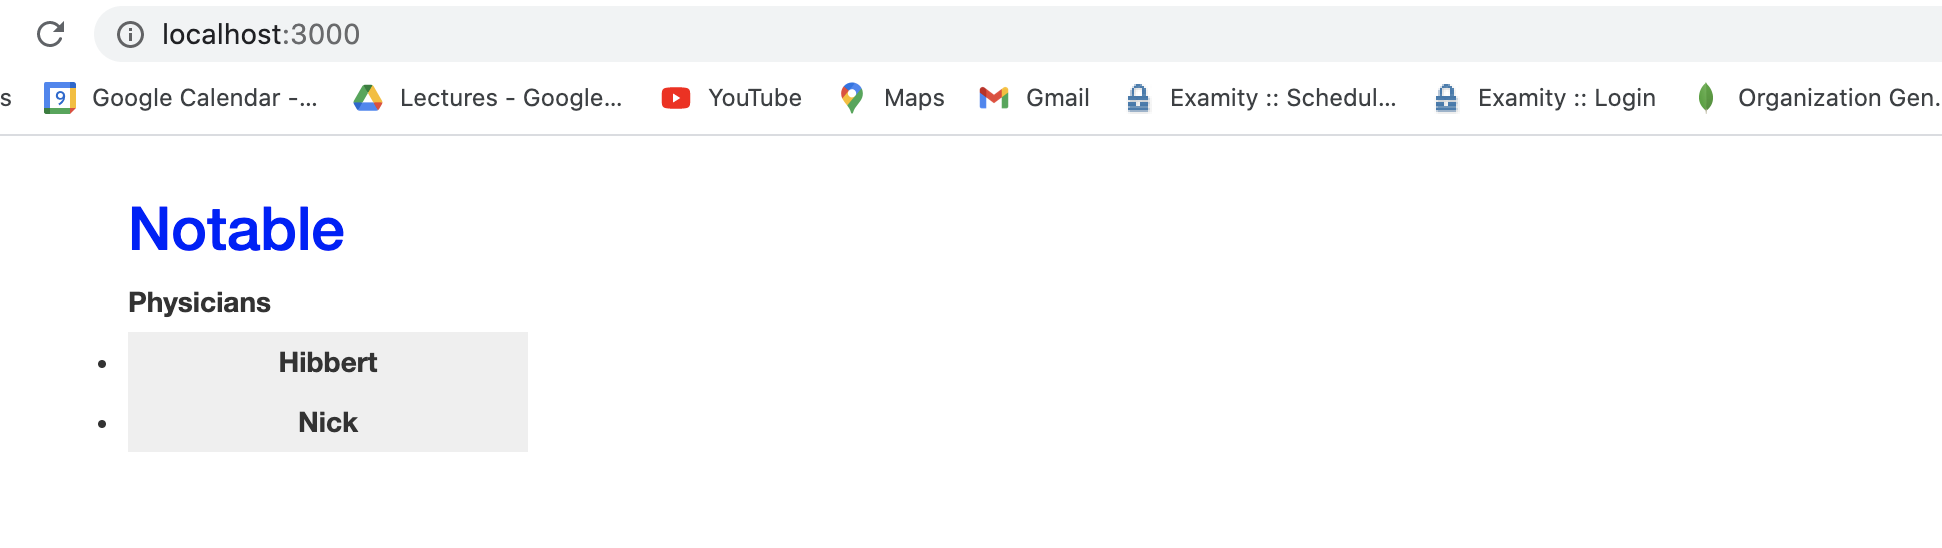 localhost:3000
s 9 Google Calendar -... Lectures - Google... YouTube Maps Gmail Examity :: Schedul... Examity :: Login Organization Gen.
Notable
Physicians
• Hibbert
• Nick